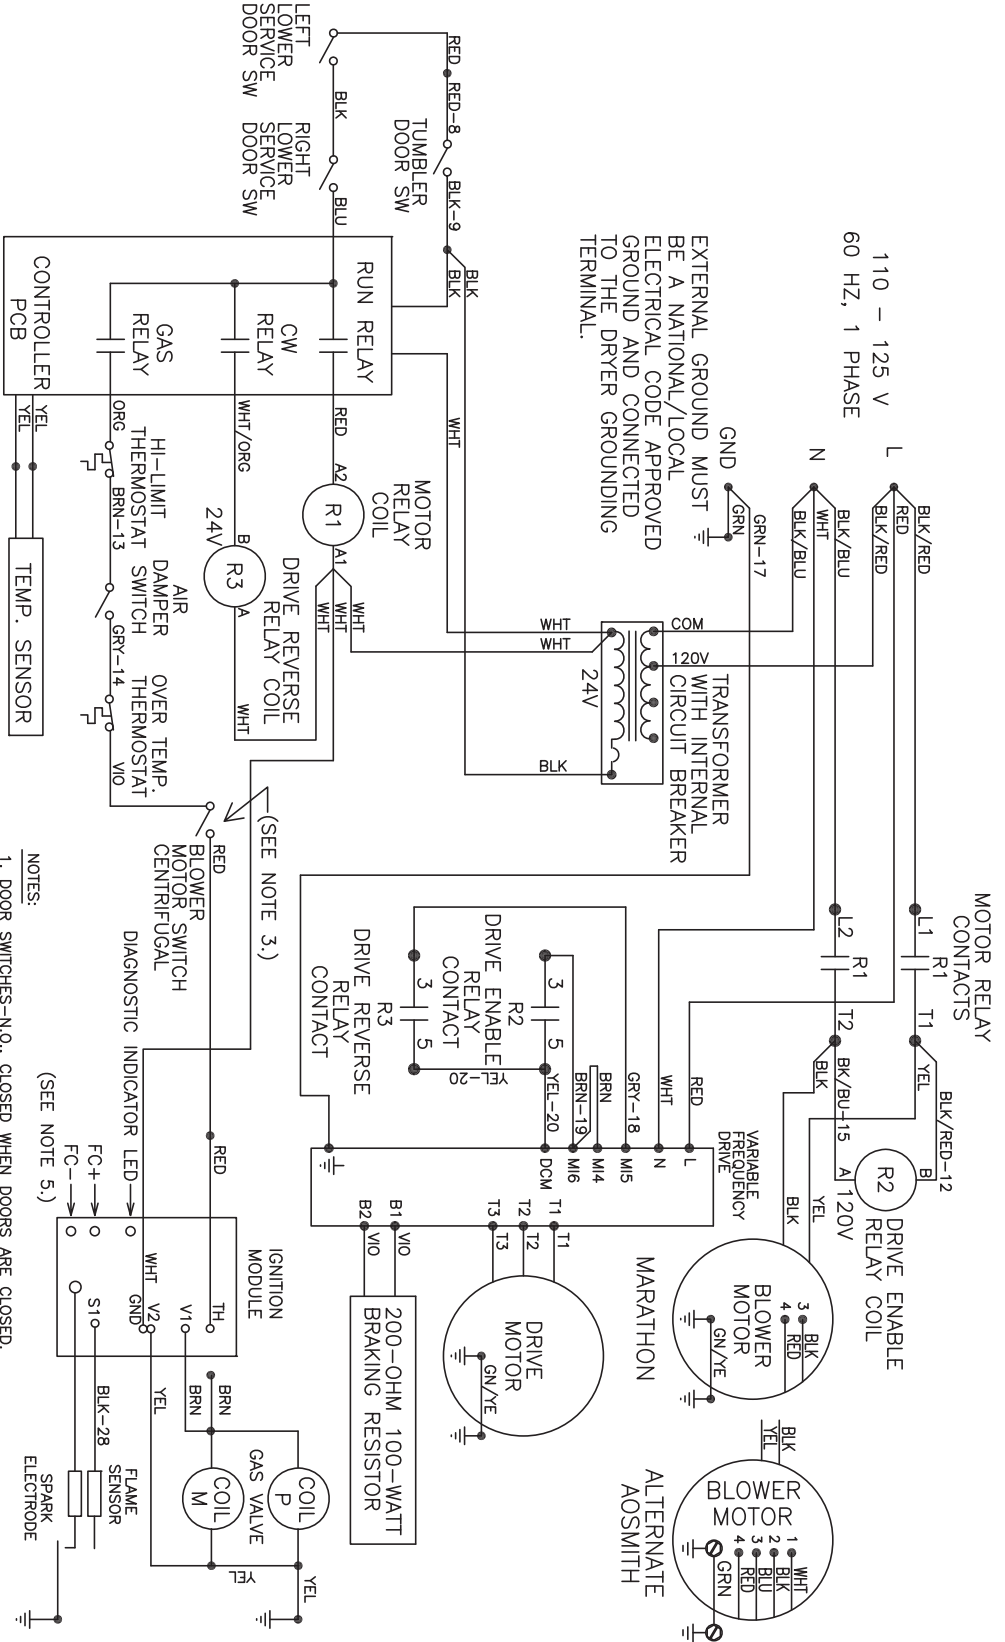 110 - 125 V
60 HZ, 1 PHASE
L
N
GND
BLK/RED
RED
BLK/RED
BLK/BLU
WHT
BLK/BLU
GRN-17
GRN
EXTERNAL GROUND MUST
BE A NATIONAL/LOCAL
ELECTRICAL CODE APPROVED
GROUND AND CONNECTED
TO THE DRYER GROUNDING
TERMINAL.
COM
120V
TRANSFORMER
WITH INTERNAL
CIRCUIT BREAKER
24V
WHT
WHT
BLK
MOTOR RELAY
CONTACTS
L1
R1
T1
L2
R1
T2
YEL
BLK/RED-12
BLK
BK/BU-15
B
R2
A
120V
DRIVE ENABLE
RELAY COIL
YEL
BLK
BLOWER
MOTOR
3
4
BLK
RED
GN/YE
MARATHON
BLK
YEL
BLOWER
MOTOR
1
2
3
4
WHT
BLK
BLU
RED
GRN
ALTERNATE
AOSMITH
RED
RED-8
TUMBLER
DOOR SW
BLK-9
BLK
BLK
LEFT
LOWER
SERVICE
DOOR SW
BLK
RIGHT
LOWER
SERVICE
DOOR SW
BLU
RUN RELAY
CW
RELAY
GAS
RELAY
CONTROLLER
PCB
WHT
RED
A2
R1
A1
MOTOR
RELAY
COIL
WHT
WHT
WHT
WHT/ORG
24V
B
R3
A
DRIVE REVERSE
RELAY COIL
WHT
ORG
HI-LIMIT
THERMOSTAT
BRN-13
AIR
DAMPER
SWITCH
GRY-14
OVER TEMP.
THERMOSTAT
VIO
YEL
YEL
TEMP. SENSOR
(SEE NOTE 3.)
RED
BLOWER
MOTOR SWITCH
CENTRIFUGAL
RED
DRIVE ENABLE
RELAY
CONTACT
3
R2
5
3
R3
5
DRIVE REVERSE
RELAY
CONTACT
YEL-20
YEL-20
BRN-19
BRN
GRY-18
WHT
RED
VARIABLE
FREQUENCY
DRIVE
L
N
MI5
MI4
MI6
DCM
T1
T2
T3
B1
B2
T1
T2
T3
VIO
VIO
DRIVE
MOTOR
GN/YE
200-OHM 100-WATT
BRAKING RESISTOR
DIAGNOSTIC INDICATOR LED
(SEE NOTE 5.)
FC+
FC-
IGNITION
MODULE
TH
V1
V2
GND
WHT
S1
BRN
BRN
YEL
COIL
P
COIL
M
GAS VALVE
YEL
YEL
BLK-28
FLAME
SENSOR
SPARK
ELECTRODE
NOTES:
1. DOOR SWITCHES-N.O., CLOSED WHEN DOORS ARE CLOSED.